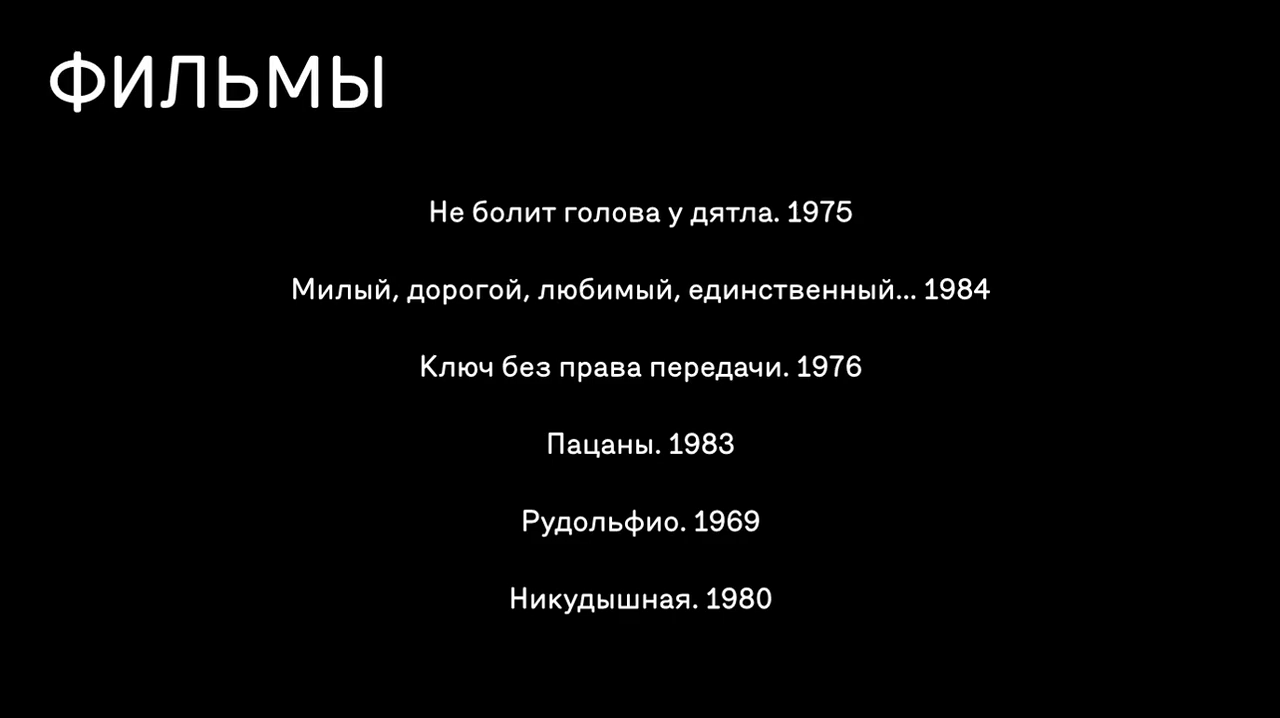 ФИЛЬМЫ
Не болит голова у дятла. 1975
Милый, дорогой, любимый, единственный... 1984
Ключ без права передачи. 1976
Пацаны. 1983
Рудольфио. 1969
Никудышная. 1980